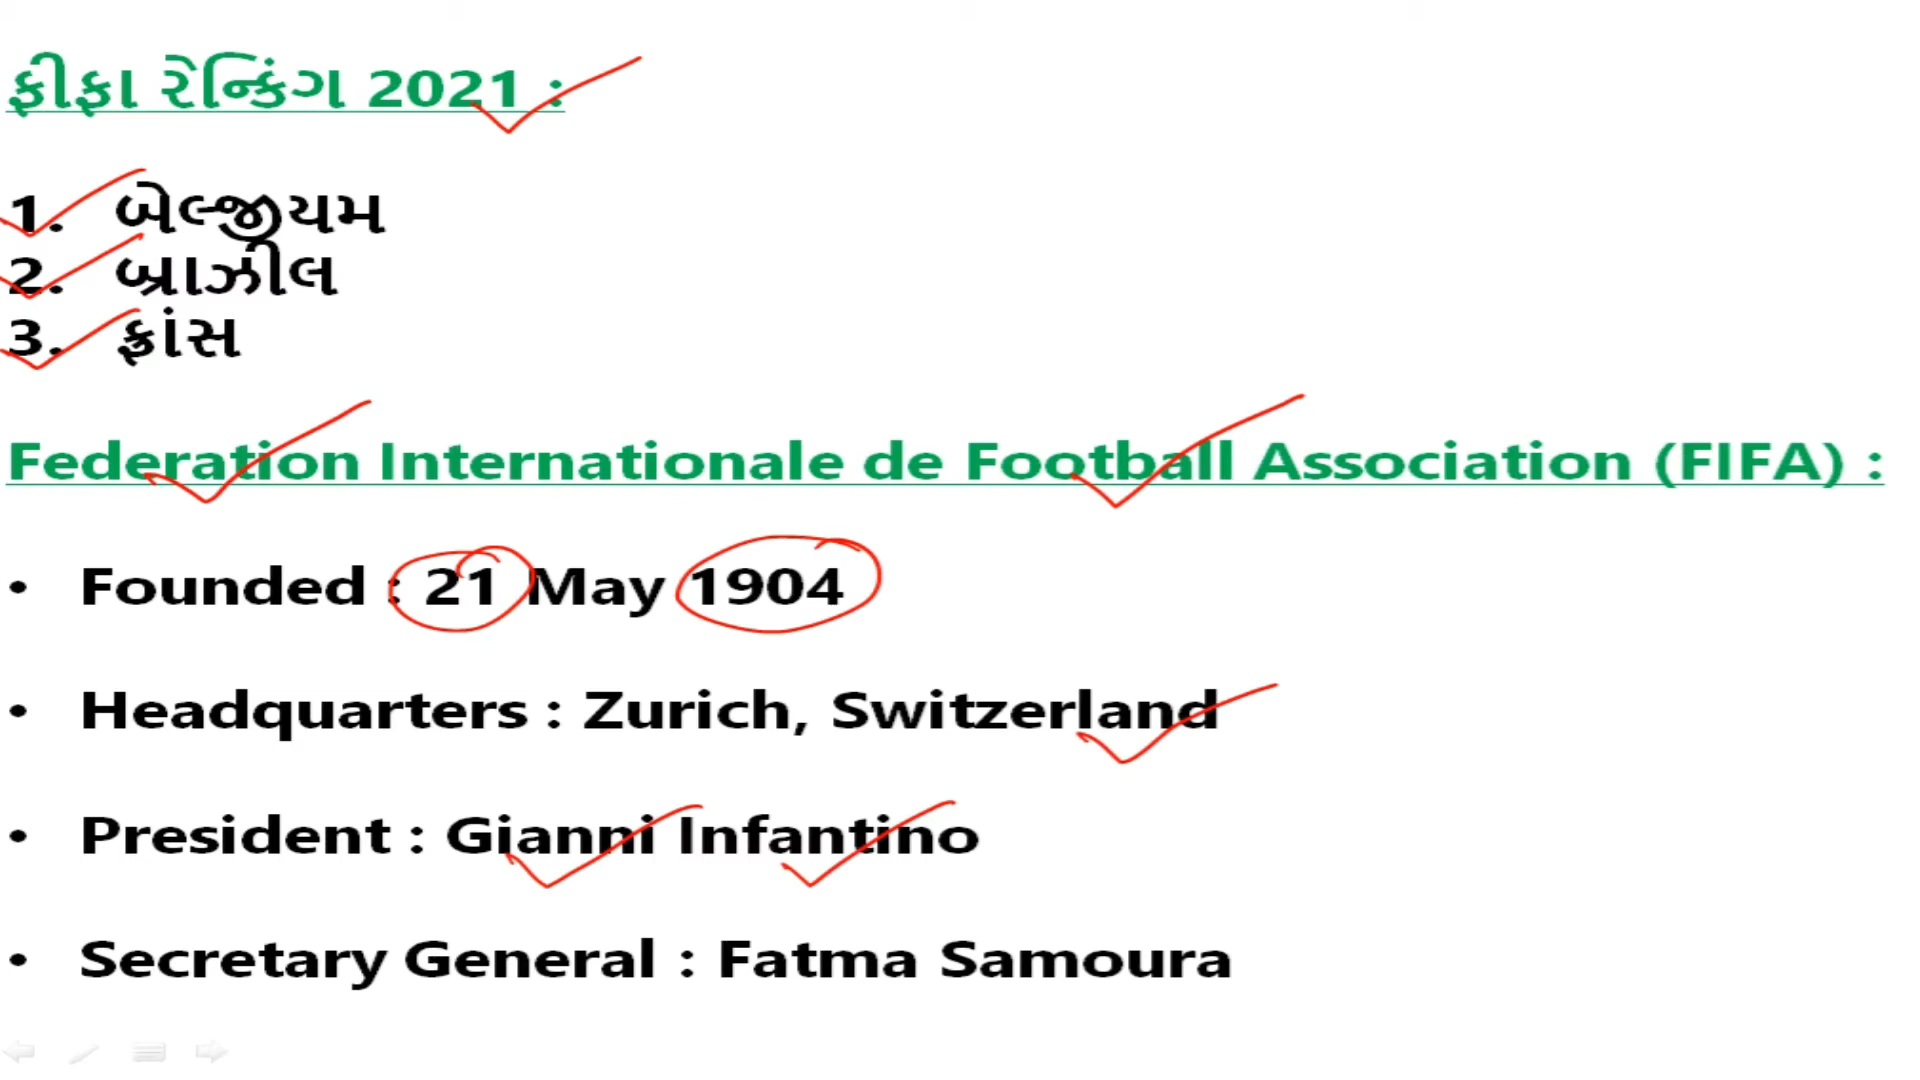 ફીફા રેન્કિંગ 2021 :
1. બેલ્જીયમ
2. બ્રાઝીલ
3. ફ્રાંસ
Federation Internationale de Football Association (FIFA) :
• Founded : 21 May 1904
• Headquarters : Zurich, Switzerland
• President : Gianni Infantino
• Secretary General : Fatma Samoura